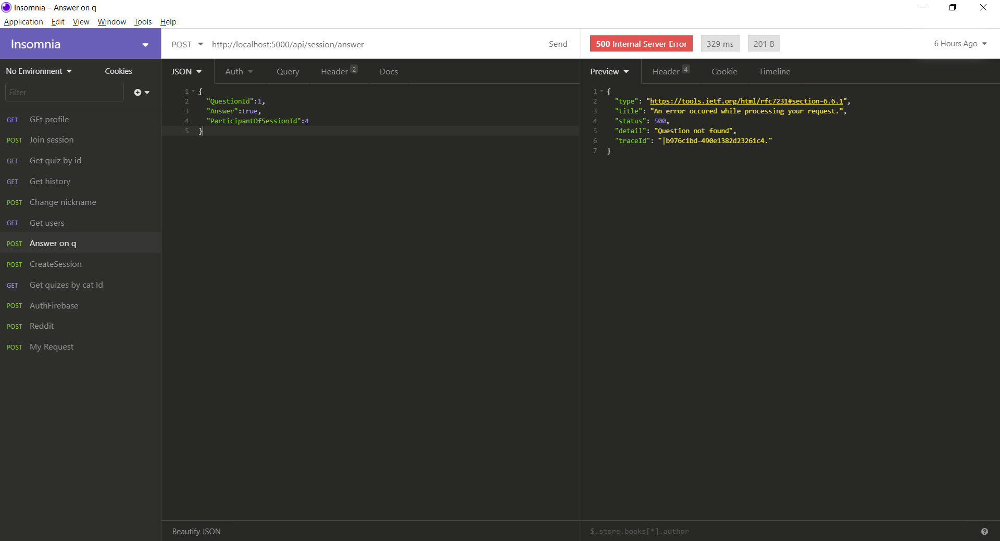 Insomnia – Answer on q
Application Edit View Window Tools Help
Insomnia
POST http://localhost:5000/api/session/answer Send
500 Internal Server Error 329 ms 201 B 6 Hours Ago
No Environment Cookies
Filter
GET GEt profile
POST Join session
GET Get quiz by id
GET Get history
POST Change nickname
GET Get users
POST Answer on q
POST CreateSession
GET Get quizes by cat Id
POST AuthFirebase
POST Reddit
POST My Request
JSON Auth Query Header 2 Docs
1 {
2 "QuestionId":1,
3 "Answer":true,
4 "ParticipantOfSessionId":4
5 }
Beautify JSON
Preview Header 4 Cookie Timeline
1 {
2 "type": "https://tools.ietf.org/html/rfc7231#section-6.6.1",
3 "title": "An error occured while processing your request.",
4 "status": 500,
5 "detail": "Question not found",
6 "traceId": "|b976c1bd-490e1382d23261c4."
7 }
$.store.books[*].author